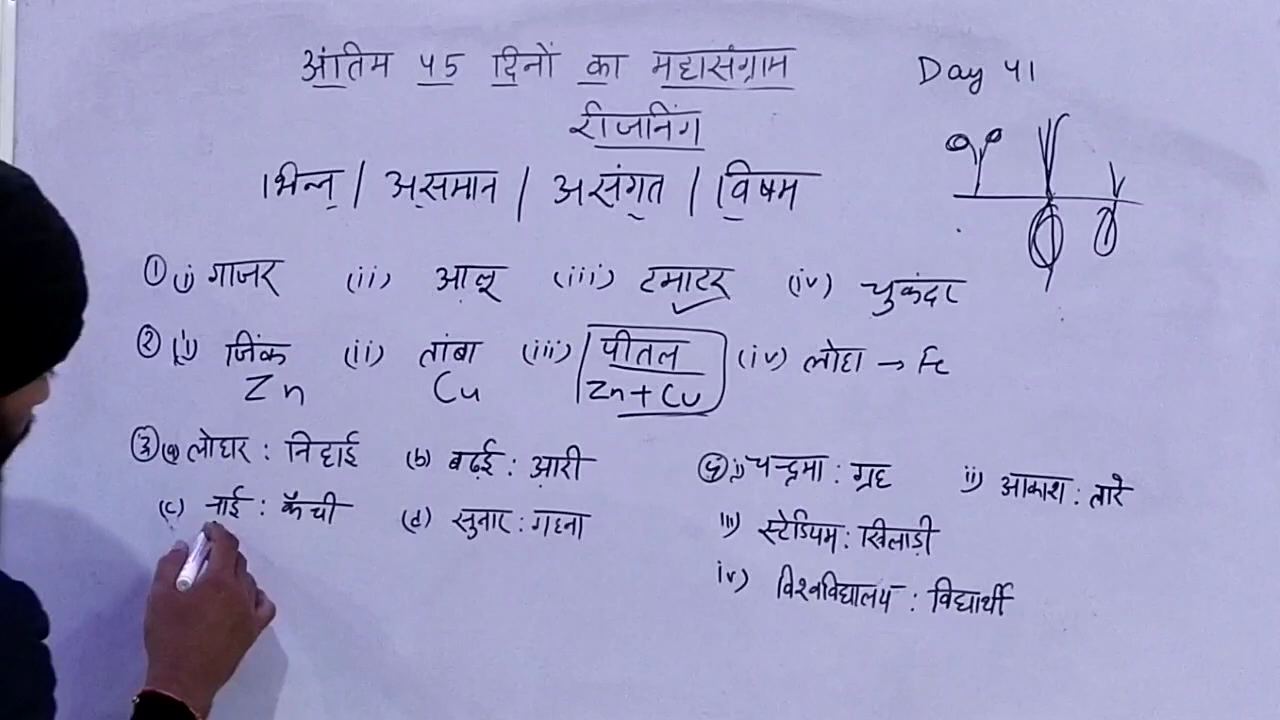 अंतिम 45 दिनों का महासंग्राम Day 41
रीजनिंग
भिन्न | असमान | असंगत | विषम
① (i) गाजर (ii) आलू (iii) टमाटर (iv) चुकंदर
② (i) जिंक (ii) तांबा (iii) पीतल (iv) लोहा → Fe
Zn Cu Zn + Cu
③ (a) लोहार : निहाई (b) बढ़ई : आरी
(c) नाई : कैंची (d) सुनार : गहना
④ i) चन्द्रमा : ग्रह ii) आकाश : तारे
iii) स्टेडियम : खिलाड़ी
iv) विश्वविद्यालय : विद्यार्थी